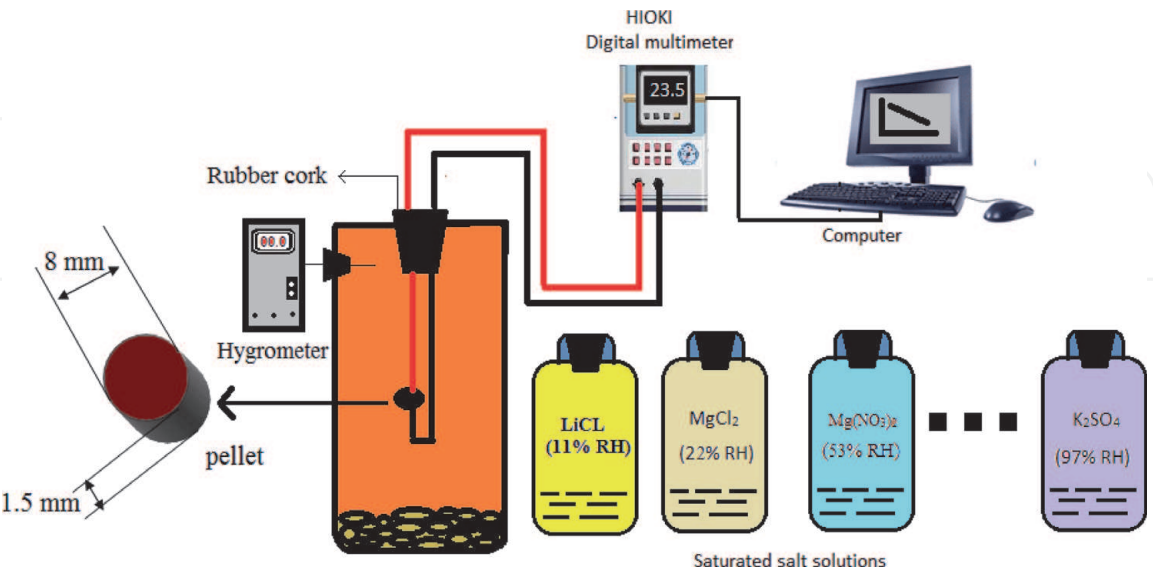 HIOKI
Digital multimeter
23.5
Rubber cork
00.0
8 mm
Hygrometer
Computer
LiCL
(11% RH)
MgCl₂
(22% RH)
Mg(NO₃)₂
(53% RH)
K₂SO₄
(97% RH)
pellet
1.5 mm
Saturated salt solutions